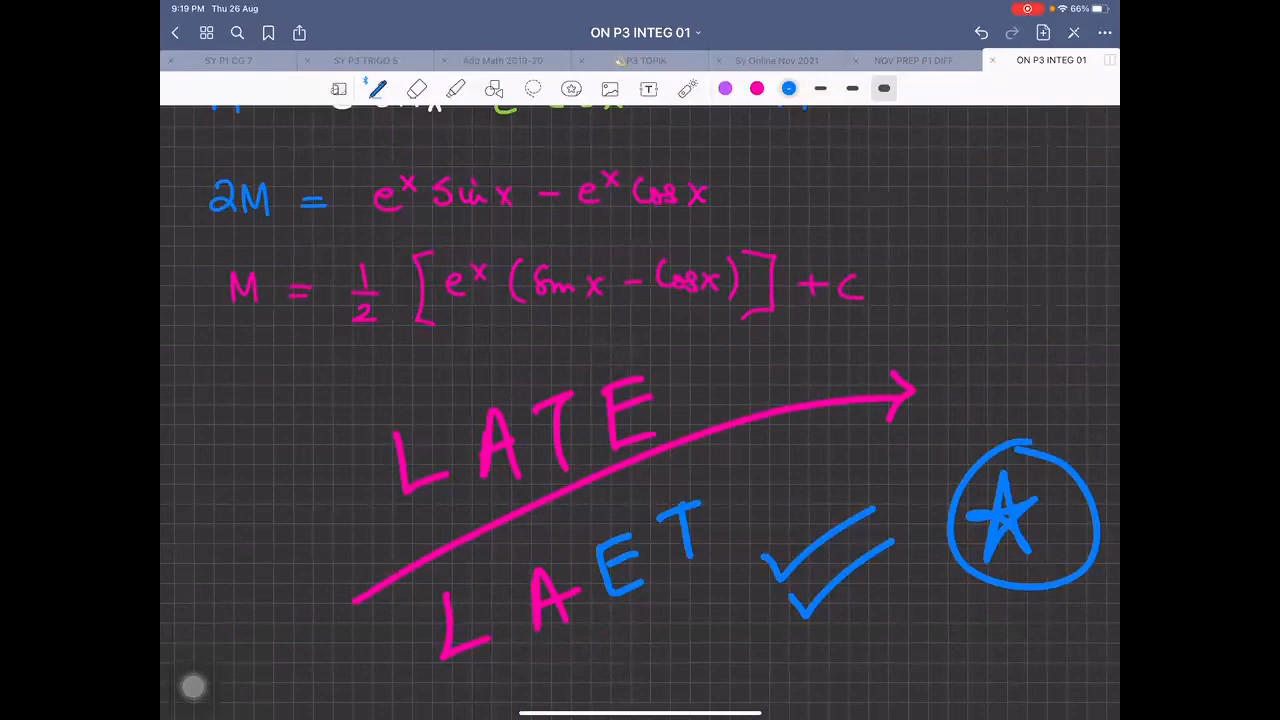 9:19 PM Thu 26 Aug
66%
ON P3 INTEG 01
SY P1 CG 7
SY P3 TRIGO 5
Add Math 2019-20
P3 TOPIK
Sy Online Nov 2021
NOV PREP P1 DIFF
ON P3 INTEG 01
2M = e^x Sin x - e^x Cos x
M = 1/2 [e^x (Sin x - Cos x)] + c
LATE
LAET